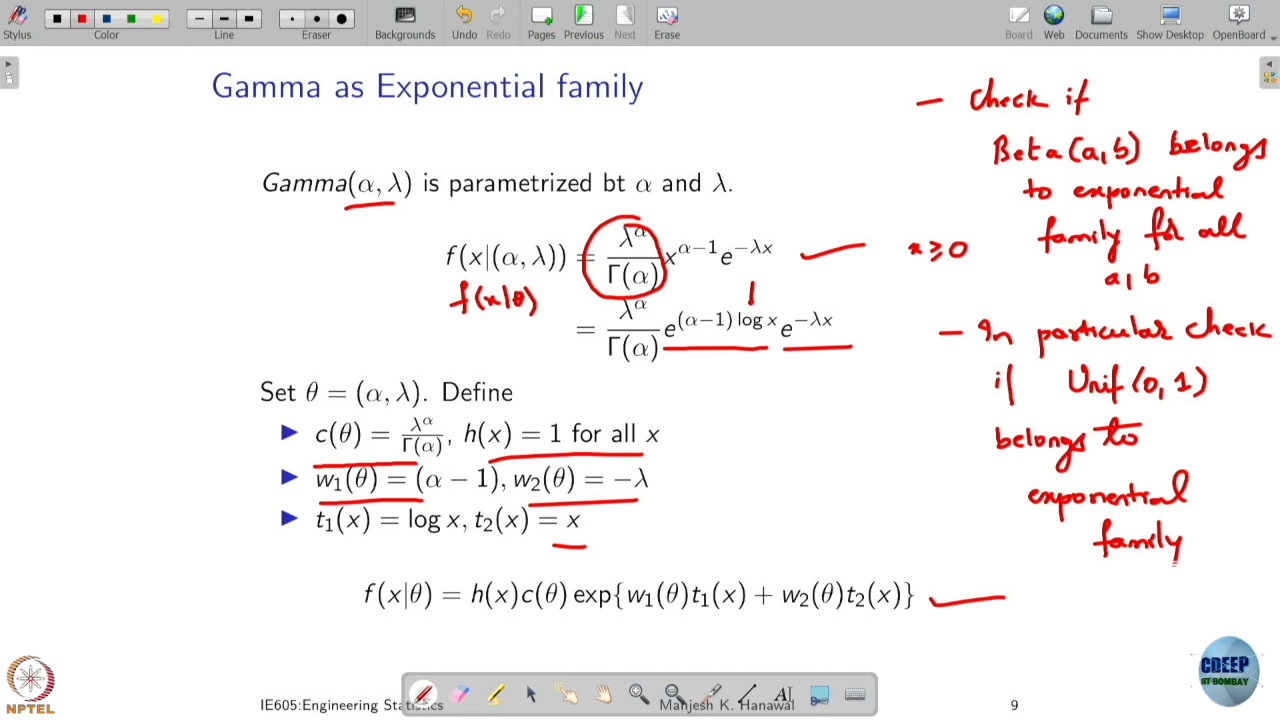 Stylus
Color
Line
Eraser
Backgrounds
Undo
Redo
Pages
Previous
Next
Erase
Board
Web
Documents
Show Desktop
OpenBoard
Gamma as Exponential family
Gamma(α, λ) is parametrized bt α and λ.
f(x|(α, λ)) = λ^α / Γ(α) x^{α−1} e^{−λx}
x ≥ 0
f(x|θ)
= λ^α / Γ(α) e^{(α−1) log x} e^{−λx}
Set θ = (α, λ). Define
▶ c(θ) = λ^α / Γ(α), h(x) = 1 for all x
▶ w₁(θ) = (α − 1), w₂(θ) = −λ
▶ t₁(x) = log x, t₂(x) = x
f(x|θ) = h(x)c(θ) exp{w₁(θ)t₁(x) + w₂(θ)t₂(x)}
– Check if
Beta(a,b) belongs
to exponential
family for all
a,b
– In particular check
if Unif(0,1)
belongs to
exponential
family
NPTEL
IE605:Engineering Sta
cs
Manjesh K. Hanawal
9
CDEEP
IIT BOMBAY